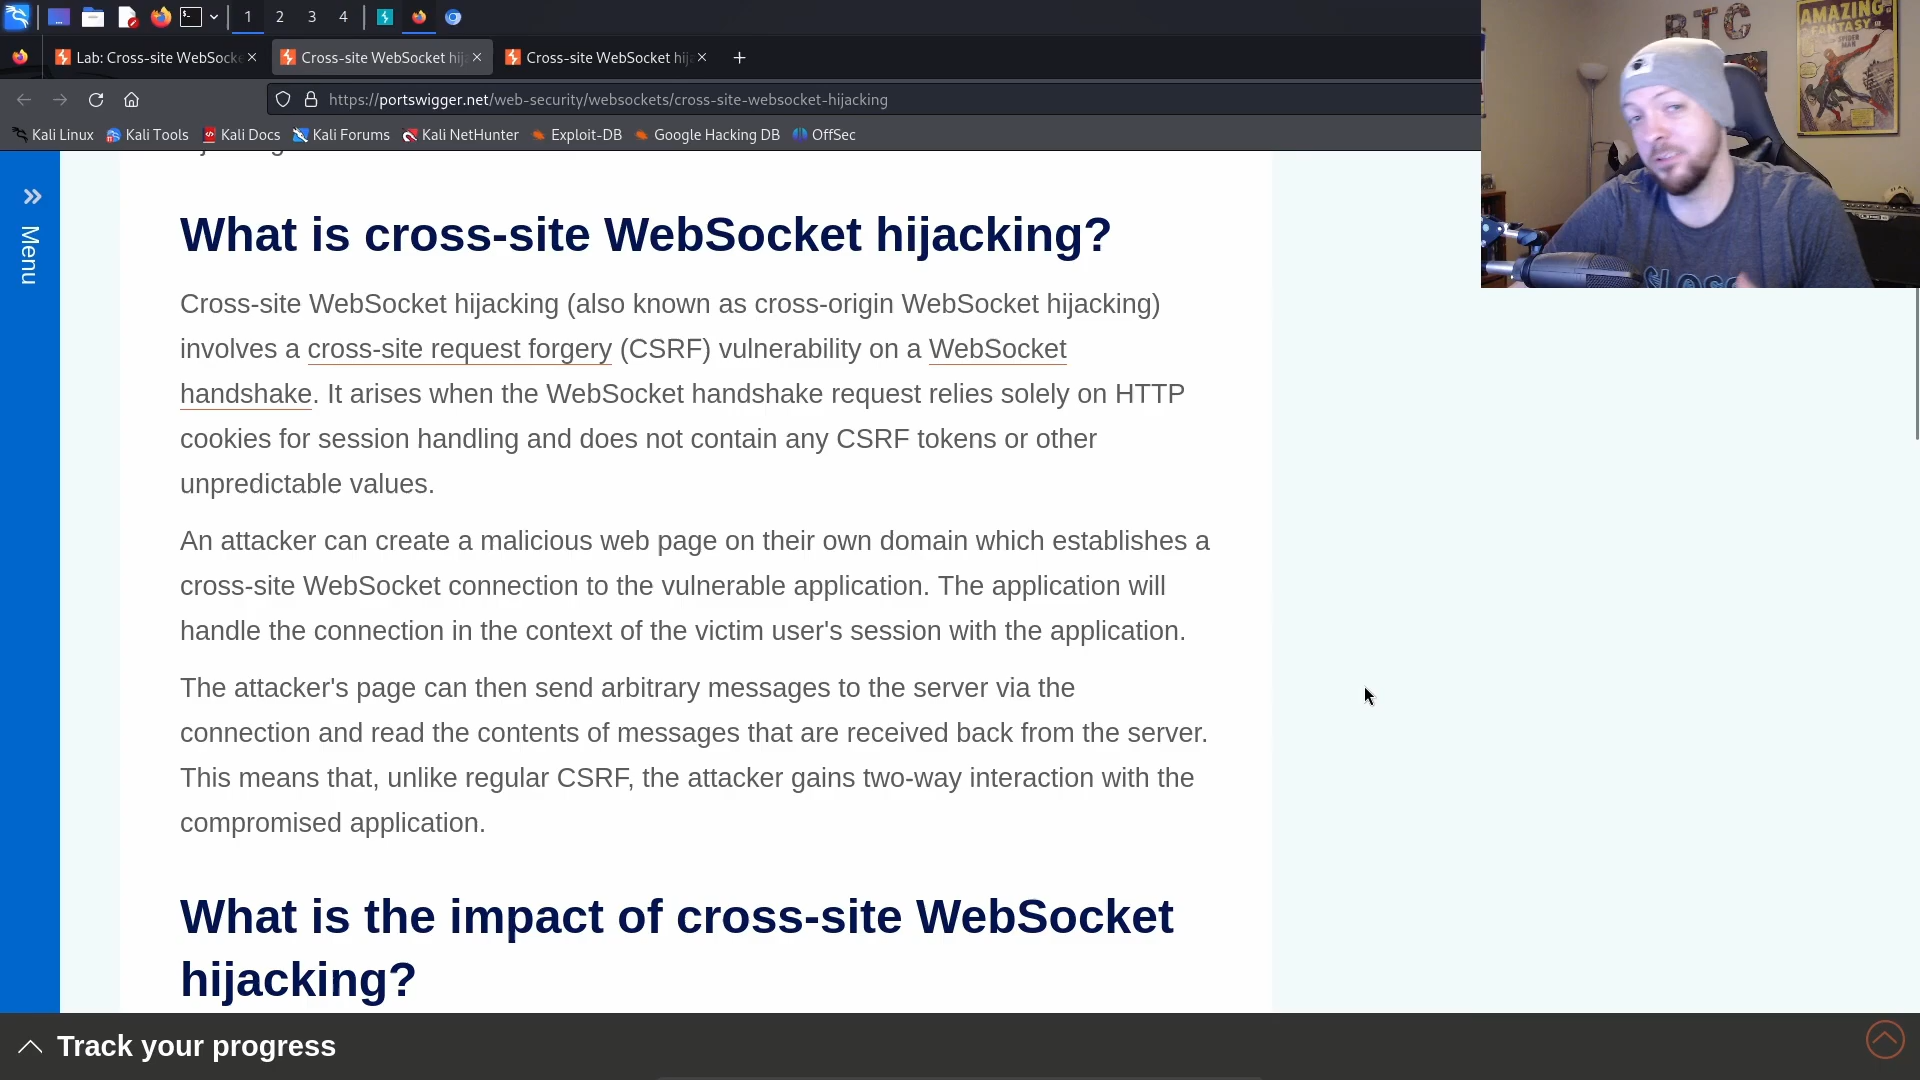 1 2 3 4
Lab: Cross-site WebSock
Cross-site WebSocket hij
Cross-site WebSocket hij
https://portswigger.net/web-security/websockets/cross-site-websocket-hijacking
Kali Linux Kali Tools Kali Docs Kali Forums Kali NetHunter Exploit-DB Google Hacking DB OffSec
BTC
AMAZING
FANTASY
Menu
What is cross-site WebSocket hijacking?
Cross-site WebSocket hijacking (also known as cross-origin WebSocket hijacking)
involves a cross-site request forgery (CSRF) vulnerability on a WebSocket
handshake. It arises when the WebSocket handshake request relies solely on HTTP
cookies for session handling and does not contain any CSRF tokens or other
unpredictable values.
An attacker can create a malicious web page on their own domain which establishes a
cross-site WebSocket connection to the vulnerable application. The application will
handle the connection in the context of the victim user's session with the application.
The attacker's page can then send arbitrary messages to the server via the
connection and read the contents of messages that are received back from the server.
This means that, unlike regular CSRF, the attacker gains two-way interaction with the
compromised application.
What is the impact of cross-site WebSocket
hijacking?
Track your progress